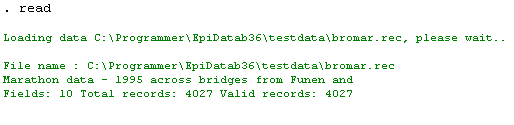 . read
Loading data C:\Programmer\EpiDatab36\testdata\bromar.rec, please wait..
File name : C:\Programmer\EpiDatab36\testdata\bromar.rec
Marathon data - 1995 across bridges from Funen and
Fields: 10 Total records: 4027 Valid records: 4027